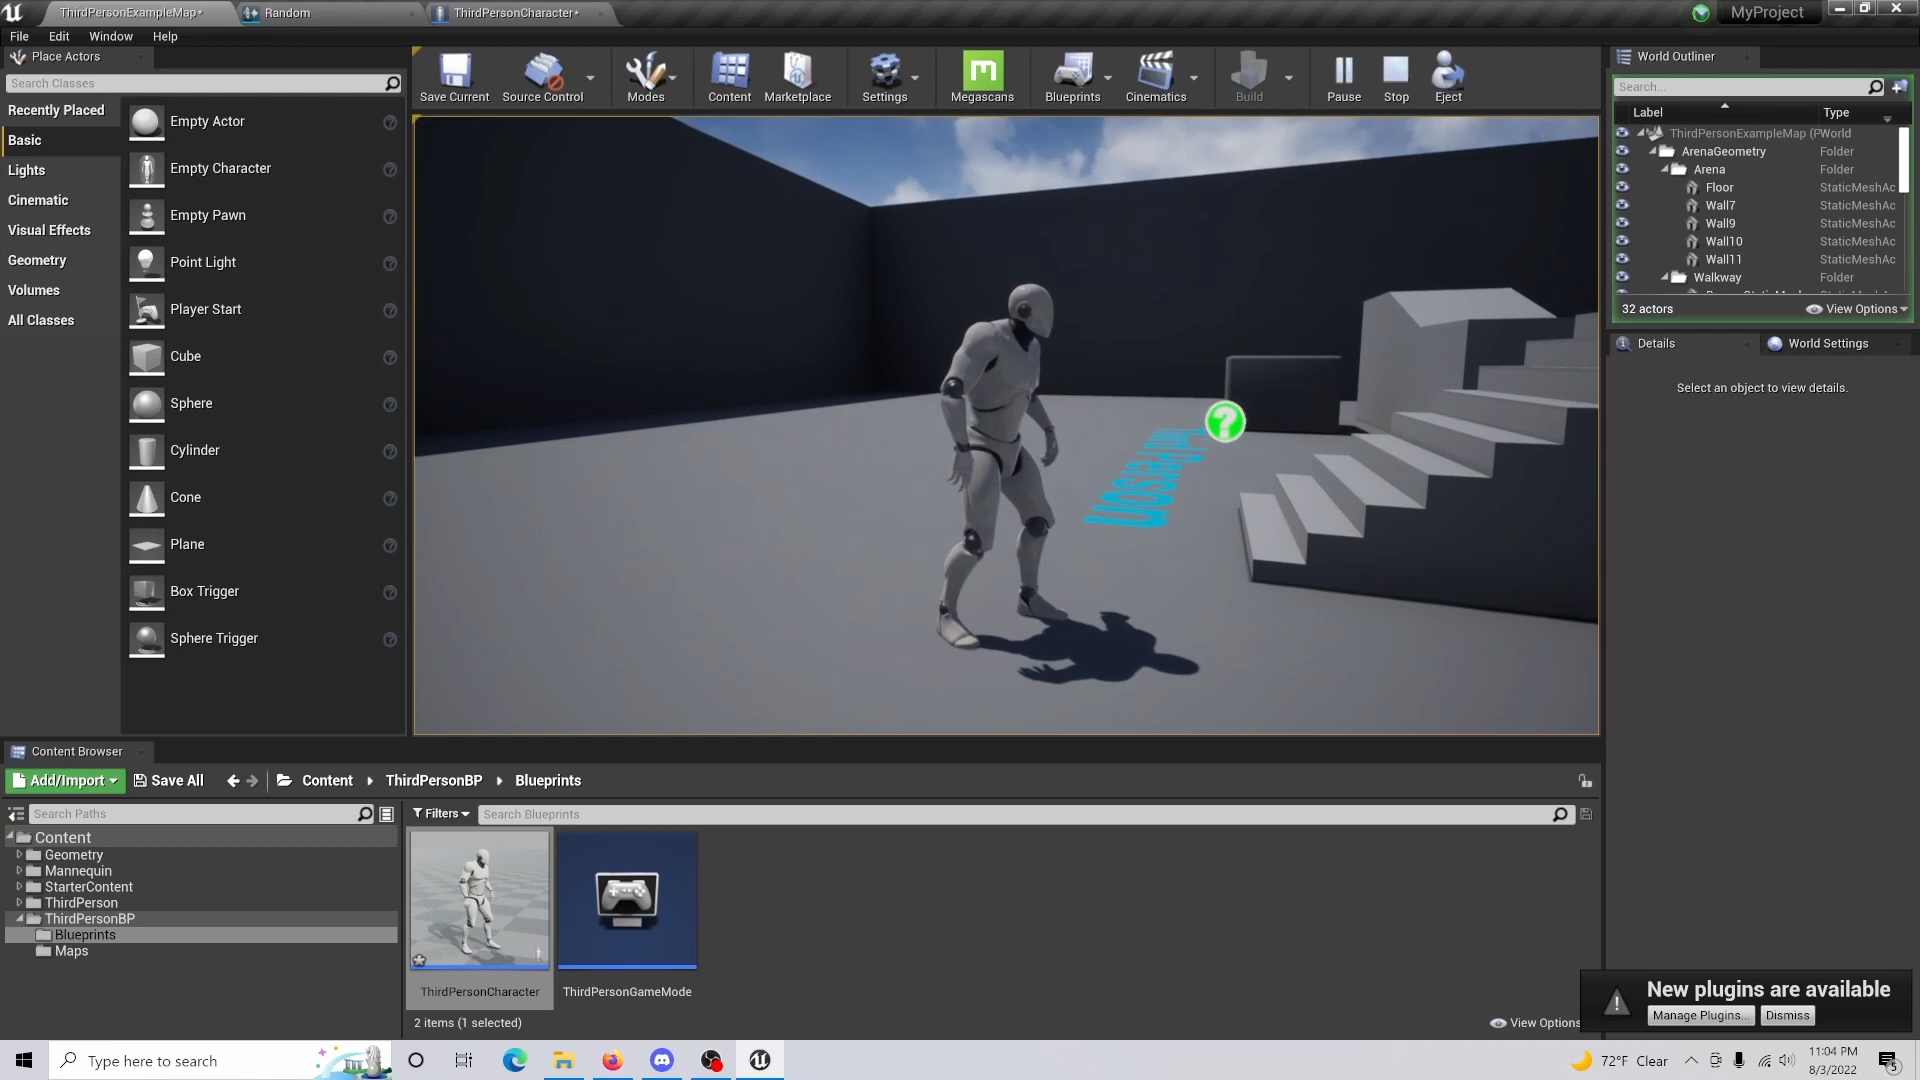 ThirdPersonExampleMap*
Random
ThirdPersonCharacter*
MyProject
File
Edit
Window
Help
Place Actors
Search Classes
Recently Placed
Basic
Lights
Cinematic
Visual Effects
Geometry
Volumes
All Classes
Empty Actor
Empty Character
Empty Pawn
Point Light
Player Start
Cube
Sphere
Cylinder
Cone
Plane
Box Trigger
Sphere Trigger
Save Current
Source Control
Modes
Content
Marketplace
Settings
Megascans
Blueprints
Cinematics
Build
Pause
Stop
Eject
World Outliner
Search...
Label
Type
ThirdPersonExampleMap (P World
ArenaGeometry Folder
Arena Folder
Floor StaticMeshAc
Wall7 StaticMeshAc
Wall9 StaticMeshAc
Wall10 StaticMeshAc
Wall11 StaticMeshAc
Walkway Folder
32 actors
View Options
Details
World Settings
Select an object to view details.
Content Browser
Add/Import
Save All
Content
ThirdPersonBP
Blueprints
Search Paths
Filters
Search Blueprints
Content
Geometry
Mannequin
StarterContent
ThirdPerson
ThirdPersonBP
Blueprints
Maps
ThirdPersonCharacter
ThirdPersonGameMode
2 items (1 selected)
View Options
New plugins are available
Manage Plugins...
Dismiss
Type here to search
72°F Clear
11:04 PM
8/3/2022
5